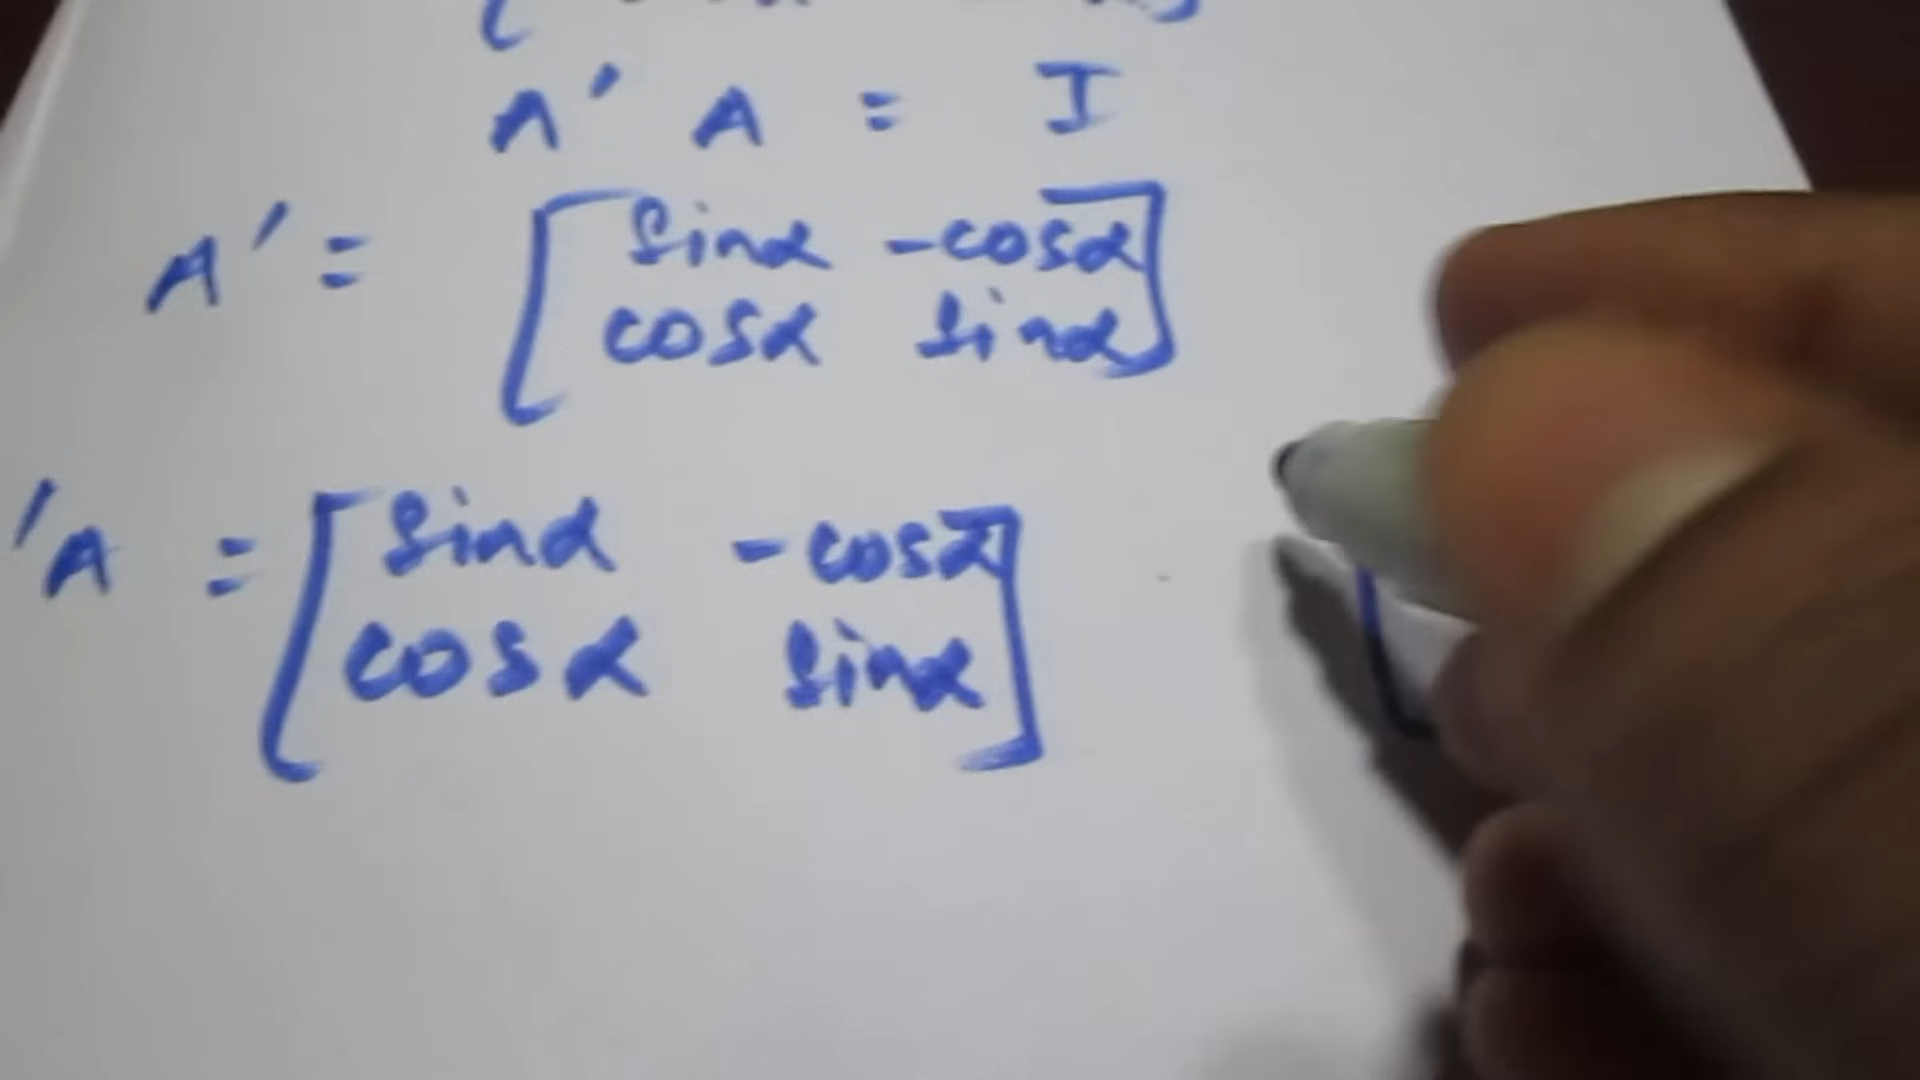 A' A = I
A' = [ sinα -cosα
cosα sinα ]
'A = [ sinα -cosα
cosα sinα ]